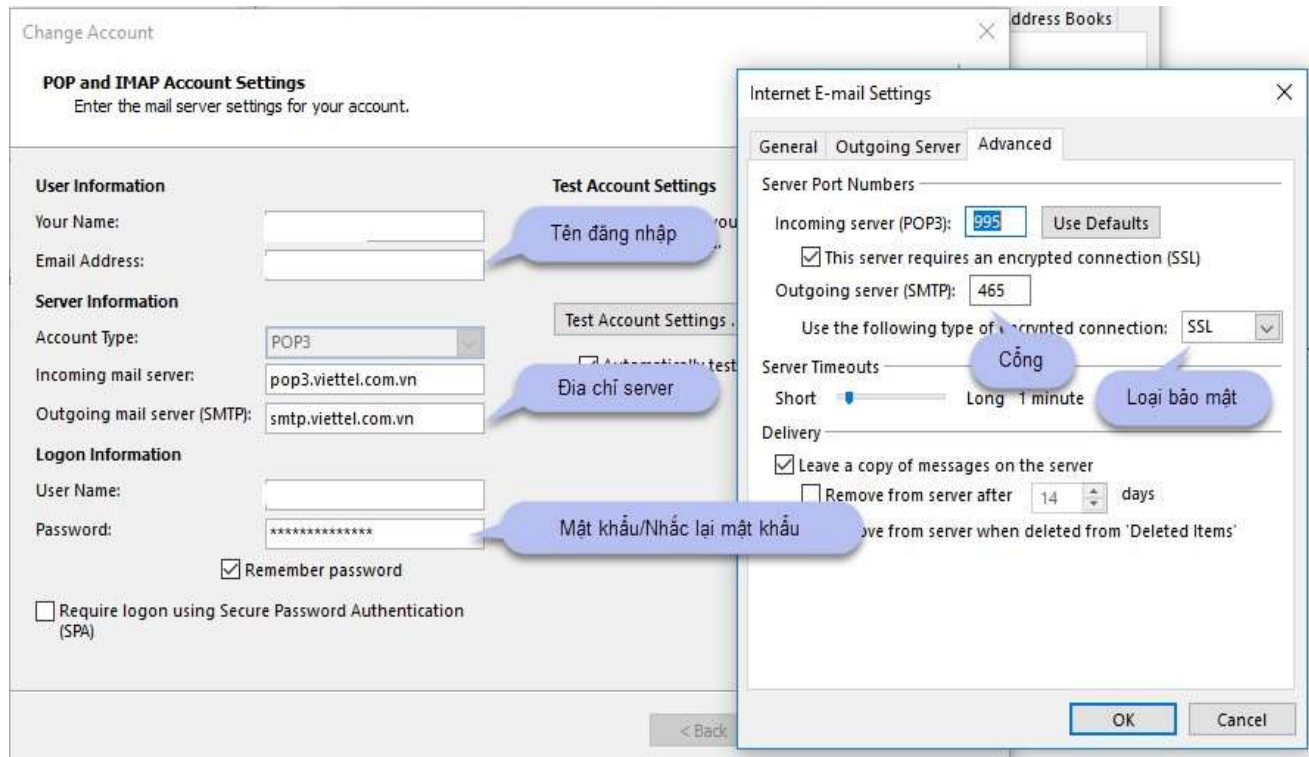 Change Account
ddress Books
POP and IMAP Account Settings
Enter the mail server settings for your account.
User Information
Your Name:
Email Address:
Server Information
Account Type:
POP3
Incoming mail server:
pop3.viettel.com.vn
Outgoing mail server (SMTP):
smtp.viettel.com.vn
Logon Information
User Name:
Password:
**************
Remember password
Require logon using Secure Password Authentication
(SPA)
Test Account Settings
you
Tên đăng nhập
Test Account Settings .
Automatically test
Địa chỉ server
Mật khẩu/Nhắc lại mật khẩu
< Back
Internet E-mail Settings
General
Outgoing Server
Advanced
Server Port Numbers
Incoming server (POP3):
995
Use Defaults
This server requires an encrypted connection (SSL)
Outgoing server (SMTP):
465
Use the following type of encrypted connection:
SSL
Cổng
Loại bảo mật
Server Timeouts
Short
Long
1 minute
Delivery
Leave a copy of messages on the server
Remove from server after
14
days
ove from server when deleted from 'Deleted Items'
OK
Cancel